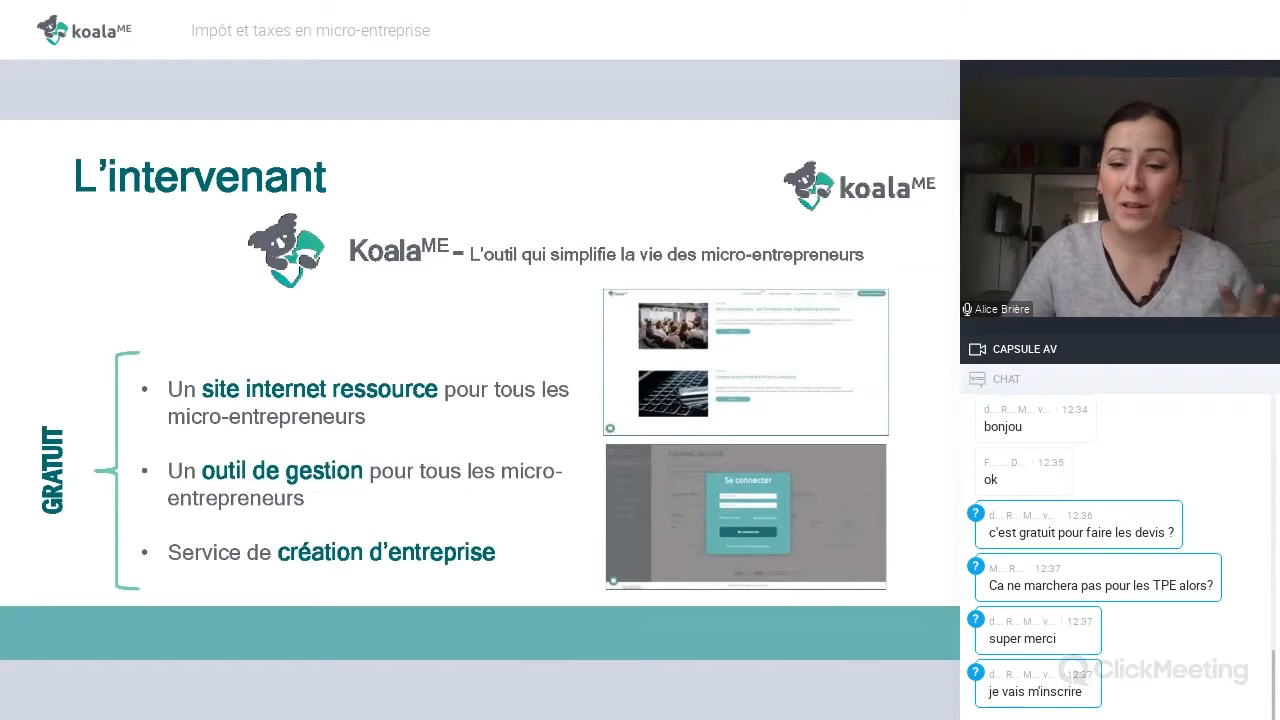 koalaME
Impôt et taxes en micro-entreprise
L'intervenant
koalaME
KoalaME – L'outil qui simplifie la vie des micro-entrepreneurs
GRATUIT
• Un site internet ressource pour tous les
micro-entrepreneurs
• Un outil de gestion pour tous les micro-
entrepreneurs
• Service de création d'entreprise
Tableau de bord
Se connecter
Alice Brière
CAPSULE AV
CHAT
d... R... M... v... 12:34
bonjou
F... ... D... 12:35
ok
? d... R... M... v... 12:36
c'est gratuit pour faire les devis ?
? M... R... 12:37
Ca ne marchera pas pour les TPE alors?
? d... R... M... v... 12:37
super merci
? d... R... M... v... 12:37
je vais m'inscrire
ClickMeeting